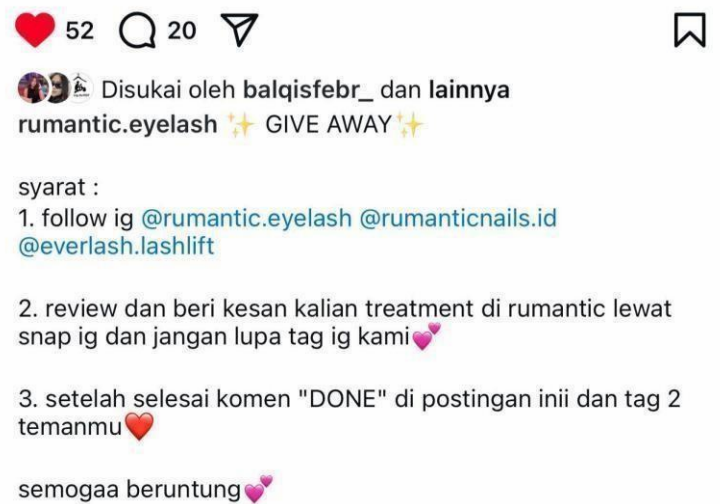 52 20
Disukai oleh balqisfebr_ dan lainnya
rumantic.eyelash ✨ GIVE AWAY✨
syarat :
1. follow ig @rumantic.eyelash @rumanticnails.id
@everlash.lashlift
2. review dan beri kesan kalian treatment di rumantic lewat
snap ig dan jangan lupa tag ig kami💕
3. setelah selesai komen "DONE" di postingan inii dan tag 2
temanmu❤️
semogaa beruntung💕